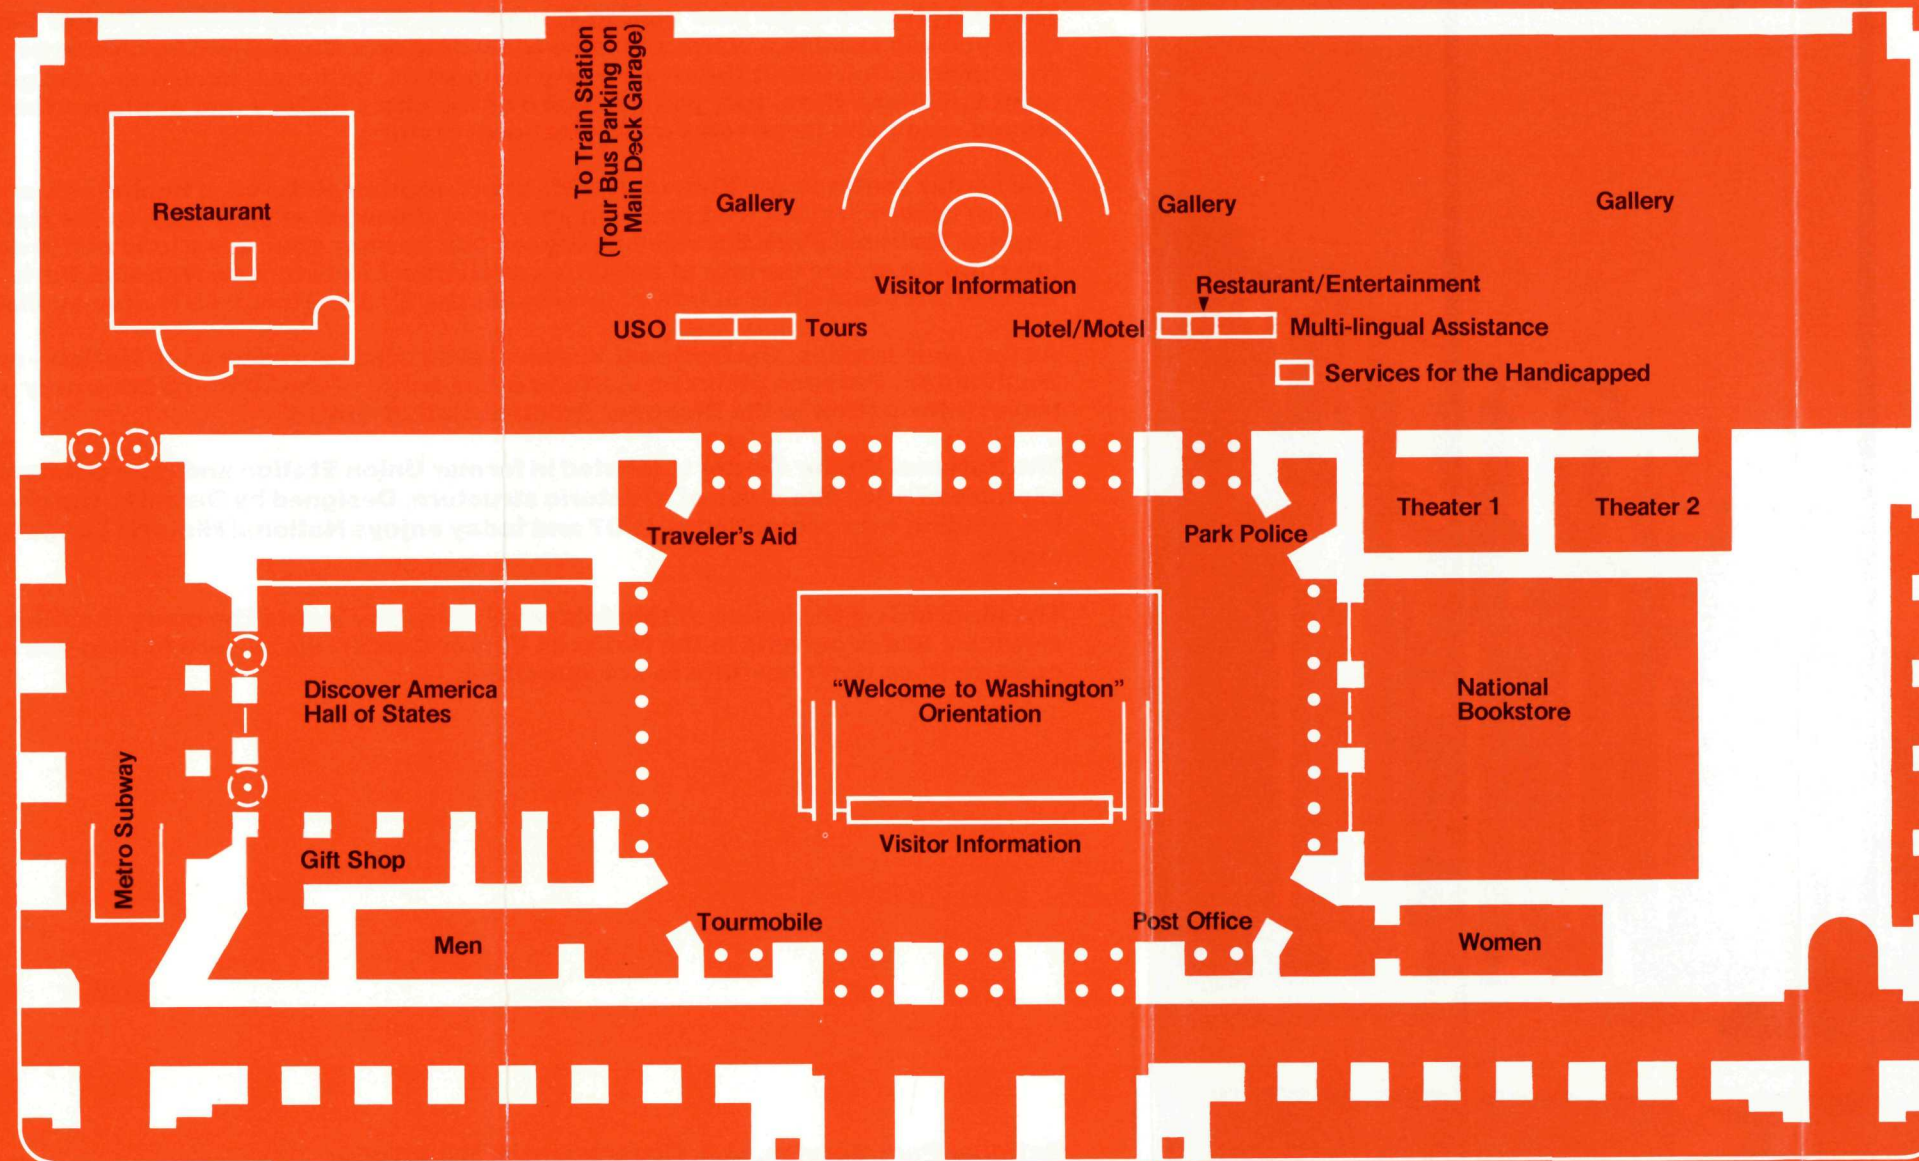 To Train Station
(Tour Bus Parking on
Main Deck Garage)
Restaurant
Gallery
Gallery
Gallery
Visitor Information
Restaurant/Entertainment
USO
Tours
Hotel/Motel
Multi-lingual Assistance
Services for the Handicapped
Theater 1
Theater 2
Traveler's Aid
Park Police
Discover America
Hall of States
“Welcome to Washington”
Orientation
National
Bookstore
Metro Subway
Gift Shop
Visitor Information
Tourmobile
Post Office
Men
Women